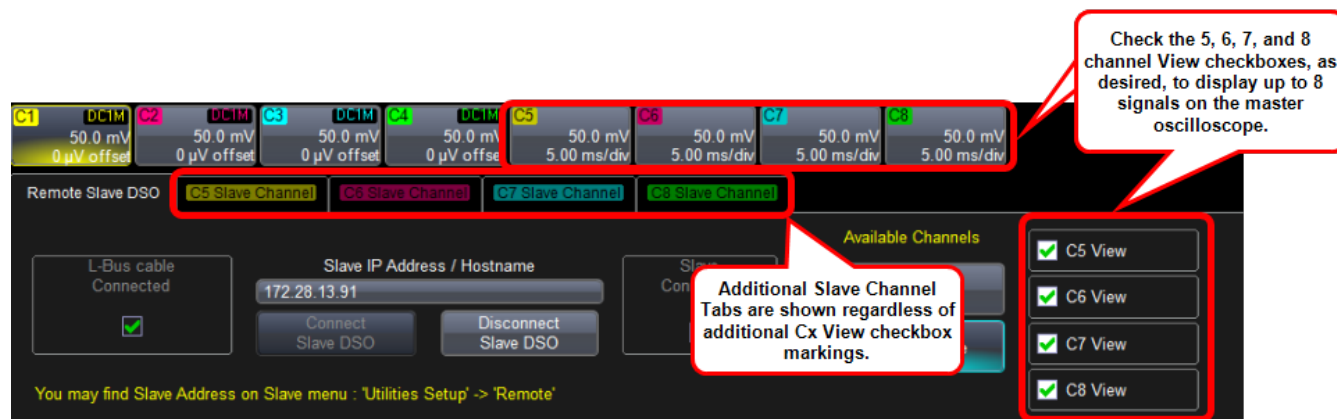 Check the 5, 6, 7, and 8
channel View checkboxes, as
desired, to display up to 8
signals on the master
oscilloscope.
C1 DC1M C2 DC1M C3 DC1M C4 DC1M C5 C6 C7 C8
50.0 mV 50.0 mV 50.0 mV 50.0 mV 50.0 mV 50.0 mV 50.0 mV 50.0 mV
0 µV offset 0 µV offset 0 µV offset 0 µV offse 5.00 ms/div 5.00 ms/div 5.00 ms/div 5.00 ms/div
Remote Slave DSO C5 Slave Channel C6 Slave Channel C7 Slave Channel C8 Slave Channel
L-Bus cable
Connected
Slave IP Address / Hostname
172.28.13.91
Connect
Slave DSO
Disconnect
Slave DSO
Additional Slave Channel
Tabs are shown regardless of
additional Cx View checkbox
markings.
Available Channels
C5 View
C6 View
C7 View
C8 View
You may find Slave Address on Slave menu : 'Utilities Setup' -> 'Remote'